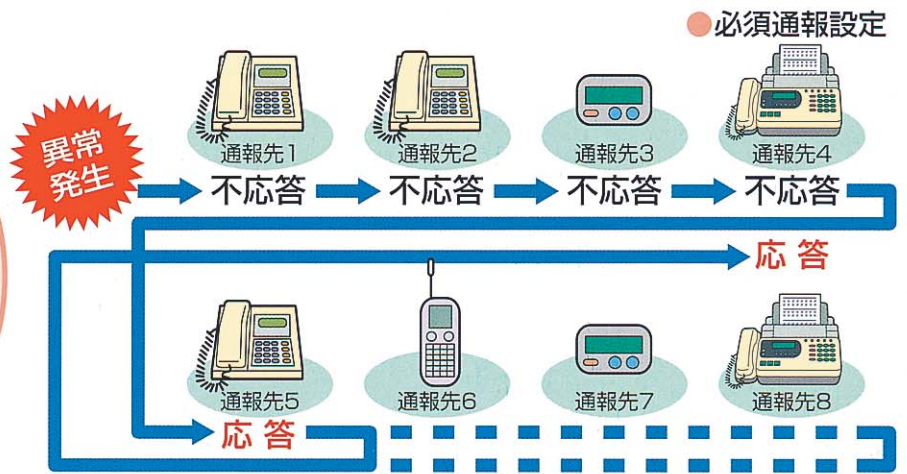 ●必須通報設定
異常
発生
通報先1
通報先2
通報先3
通報先4
不応答
不応答
不応答
不応答
応答
通報先5
通報先6
通報先7
通報先8
応答